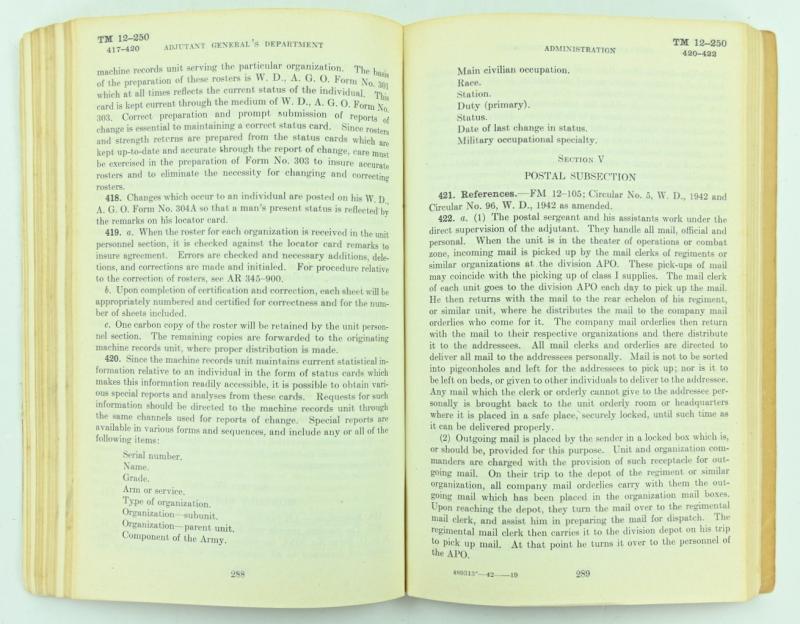 TM 12–250
417–420
ADJUTANT GENERAL'S DEPARTMENT
machine records unit serving the particular organization. The basis
of the preparation of these rosters is W. D., A. G. O. Form No. 301
which at all times reflects the current status of the individual. This
card is kept current through the medium of W. D., A. G. O. Form No.
303. Correct preparation and prompt submission of reports of
change is essential to maintaining a correct status card. Since rosters
and strength returns are prepared from the status cards which are
kept up-to-date and accurate through the report of change, care must
be exercised in the preparation of Form No. 303 to insure accurate
rosters and to eliminate the necessity for changing and correcting
rosters.
418. Changes which occur to an individual are posted on his W. D.,
A. G. O. Form No. 304A so that a man's present status is reflected by
the remarks on his locator card.
419. a. When the roster for each organization is received in the unit
personnel section, it is checked against the locator card remarks to
insure agreement. Errors are checked and necessary additions, dele-
tions, and corrections are made and initialed. For procedure relative
to the correction of rosters, see AR 345–900.
b. Upon completion of certification and correction, each sheet will be
appropriately numbered and certified for correctness and for the num-
ber of sheets included.
c. One carbon copy of the roster will be retained by the unit person-
nel section. The remaining copies are forwarded to the originating
machine records unit, where proper distribution is made.
420. Since the machine records unit maintains current statistical in-
formation relative to an individual in the form of status cards which
makes this information readily accessible, it is possible to obtain vari-
ous special reports and analyses from these cards. Requests for such
information should be directed to the machine records unit through
the same channels used for reports of change. Special reports are
available in various forms and sequences, and include any or all of the
following items:
Serial number.
Name.
Grade.
Arm or service.
Type of organization.
Organization—subunit.
Organization—parent unit.
Component of the Army.
288
ADMINISTRATION
TM 12–250
420–422
Main civilian occupation.
Race.
Station.
Duty (primary).
Status.
Date of last change in status.
Military occupational specialty.
SECTION V
POSTAL SUBSECTION
421. References.—FM 12–105; Circular No. 5, W. D., 1942 and
Circular No. 96, W. D., 1942 as amended.
422. a. (1) The postal sergeant and his assistants work under the
direct supervision of the adjutant. They handle all mail, official and
personal. When the unit is in the theater of operations or combat
zone, incoming mail is picked up by the mail clerks of regiments or
similar organizations at the division APO. These pick-ups of mail
may coincide with the picking up of class I supplies. The mail clerk
of each unit goes to the division APO each day to pick up the mail.
He then returns with the mail to the rear echelon of his regiment,
or similar unit, where he distributes the mail to the company mail
orderlies who come for it. The company mail orderlies then return
with the mail to their respective organizations and there distribute
it to the addressees. All mail clerks and orderlies are directed to
deliver all mail to the addressees personally. Mail is not to be sorted
into pigeonholes and left for the addressees to pick up; nor is it to
be left on beds, or given to other individuals to deliver to the addressee.
Any mail which the clerk or orderly cannot give to the addressee per-
sonally is brought back to the unit orderly room or headquarters
where it is placed in a safe place, securely locked, until such time as
it can be delivered properly.
(2) Outgoing mail is placed by the sender in a locked box which is,
or should be, provided for this purpose. Unit and organization com-
manders are charged with the provision of such receptacle for out-
going mail. On their trip to the depot of the regiment or similar
organization, all company mail orderlies carry with them the out-
going mail which has been placed in the organization mail boxes.
Upon reaching the depot, they turn the mail over to the regimental
mail clerk, and assist him in preparing the mail for dispatch. The
regimental mail clerk then carries it to the division depot on his trip
to pick up mail. At that point he turns it over to the personnel of
the APO.
460313°—42——19
289